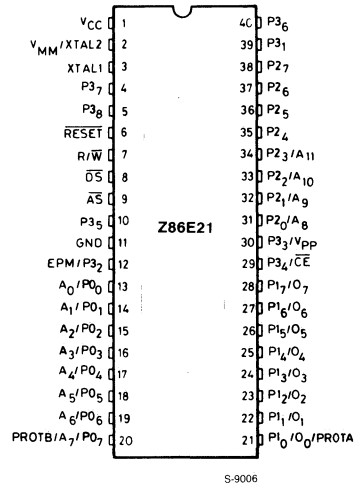 VCC 1 40 P36
VMM/XTAL2 2 39 P31
XTAL1 3 38 P27
P37 4 37 P26
P38 5 36 P25
RESET 6 35 P24
R/W 7 34 P23/A11
DS 8 33 P22/A10
AS 9 32 P21/A9
P35 10 31 P20/A8
Z86E21
GND 11 30 P33/VPP
EPM/P32 12 29 P34/CE
A0/P00 13 28 P17/O7
A1/P01 14 27 P16/O6
A2/P02 15 26 P15/O5
A3/P03 16 25 P14/O4
A4/P04 17 24 P13/O3
A5/P05 18 23 P12/O2
A6/P06 19 22 P11/O1
PROTB/A7/P07 20 21 P10/O0/PROTA
S-9006